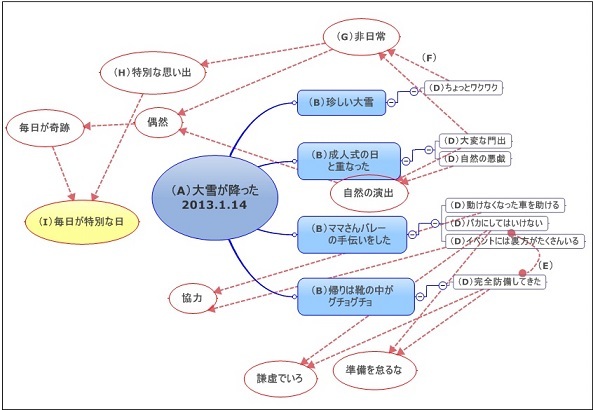 (G)非日常
(F)
(H)特別な思い出
(D)ちょっとワクワク
(B)珍しい大雪
偶然
毎日が奇跡
(D)大変な門出
(B)成人式の日
と重なった
(D)自然の悪戯
(A)大雪が降った
2013.1.14
自然の演出
(D)動けなくなった車を助ける
(I)毎日が特別な日
(D)バカにしてはいけない
(B)ママさんバレー
の手伝いをした
(D)イベントには裏方がたくさんいる
(E)
(D)完全防備してきた
(B)帰りは靴の中が
グチョグチョ
協力
謙虚でいろ
準備を怠るな